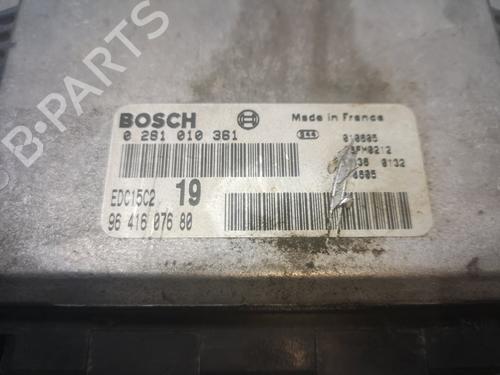 B-PARTS
BOSCH
Made in France
0 281 010 361
EDC15C2 19
96 416 076 80